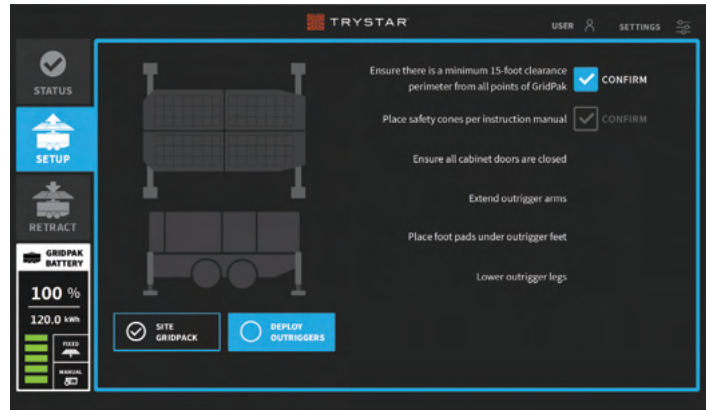 TRYSTAR
USER
SETTINGS
STATUS
SETUP
RETRACT
GRIDPAK
BATTERY
100 %
120.0 kWh
FIXED
MANUAL
Ensure there is a minimum 15-foot clearance
perimeter from all points of GridPak
CONFIRM
Place safety cones per instruction manual
CONFIRM
Ensure all cabinet doors are closed
Extend outrigger arms
Place foot pads under outrigger feet
Lower outrigger legs
SITE
GRIDPACK
DEPLOY
OUTRIGGERS